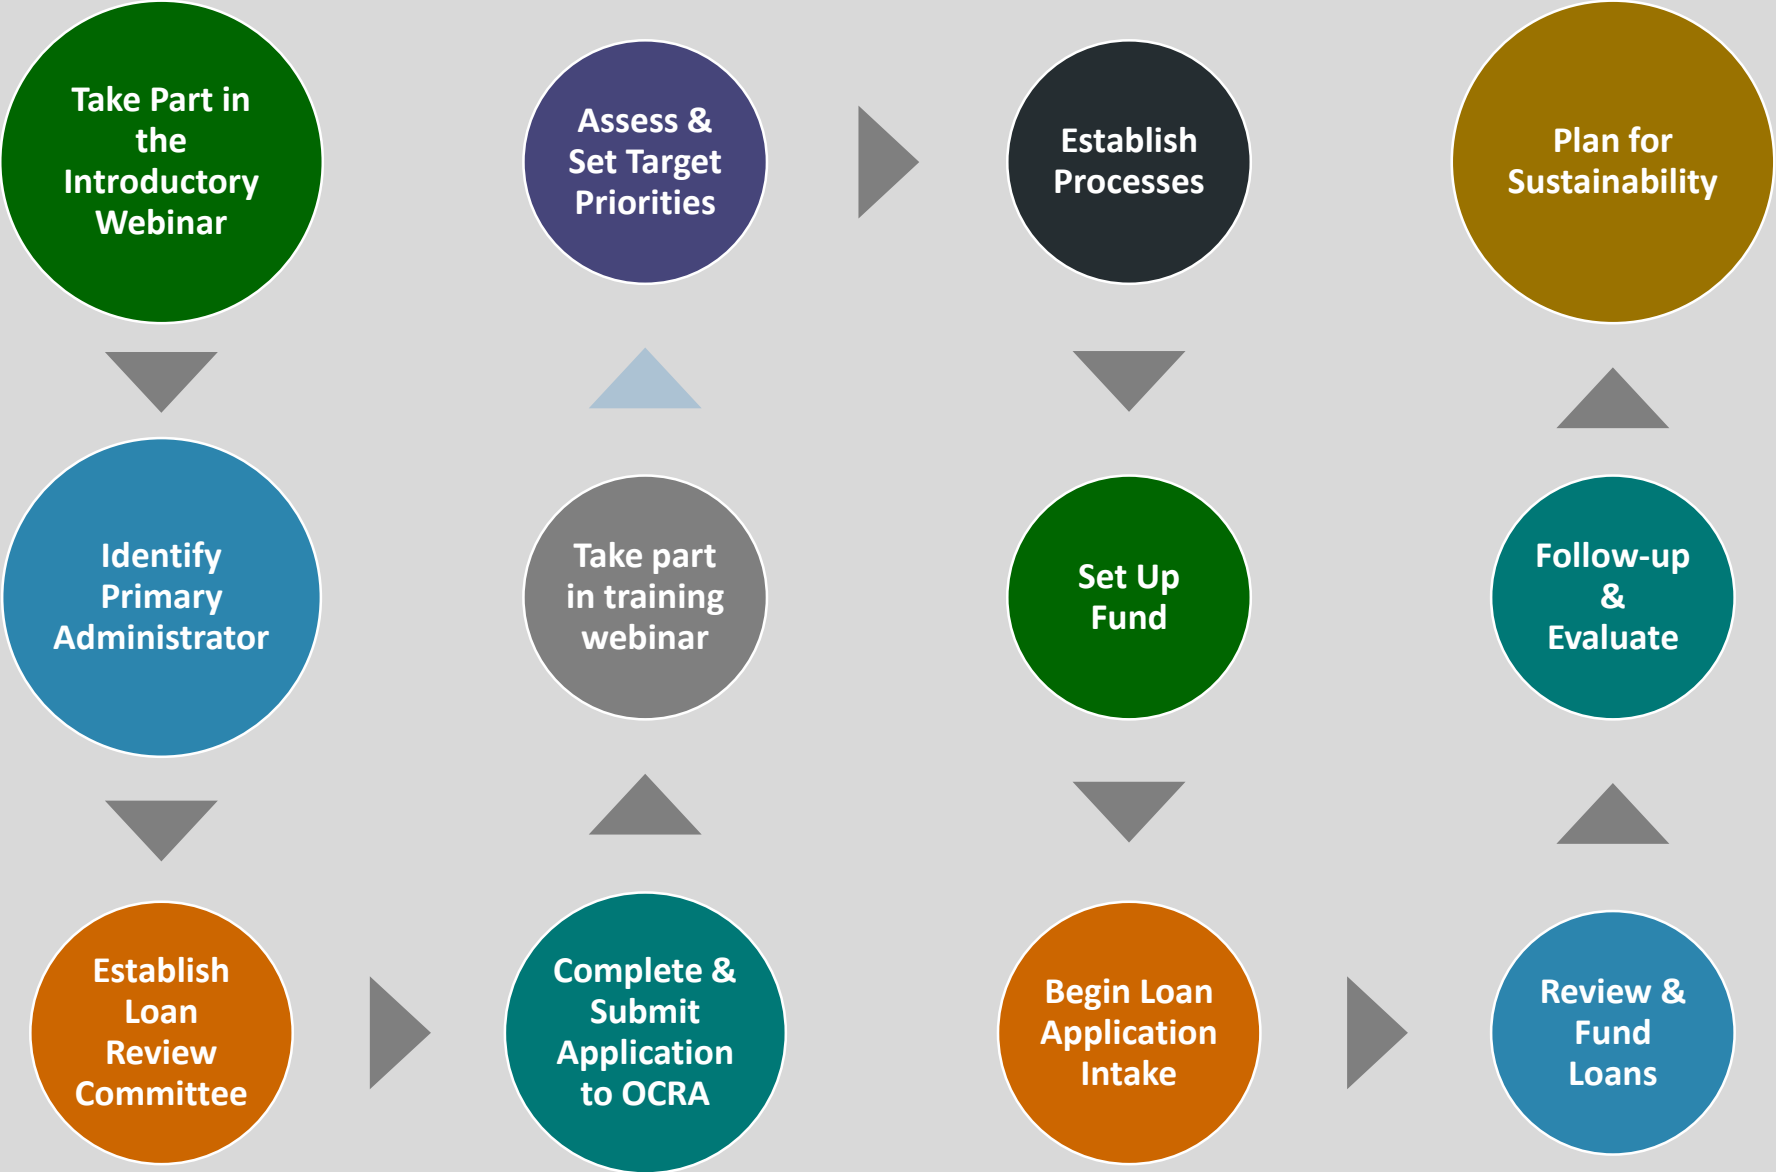 Take Part in
the
Introductory
Webinar
Identify
Primary
Administrator
Establish
Loan
Review
Committee
Complete &
Submit
Application
to OCRA
Take part
in training
webinar
Assess &
Set Target
Priorities
Establish
Processes
Set Up
Fund
Begin Loan
Application
Intake
Review &
Fund
Loans
Follow-up
&
Evaluate
Plan for
Sustainability